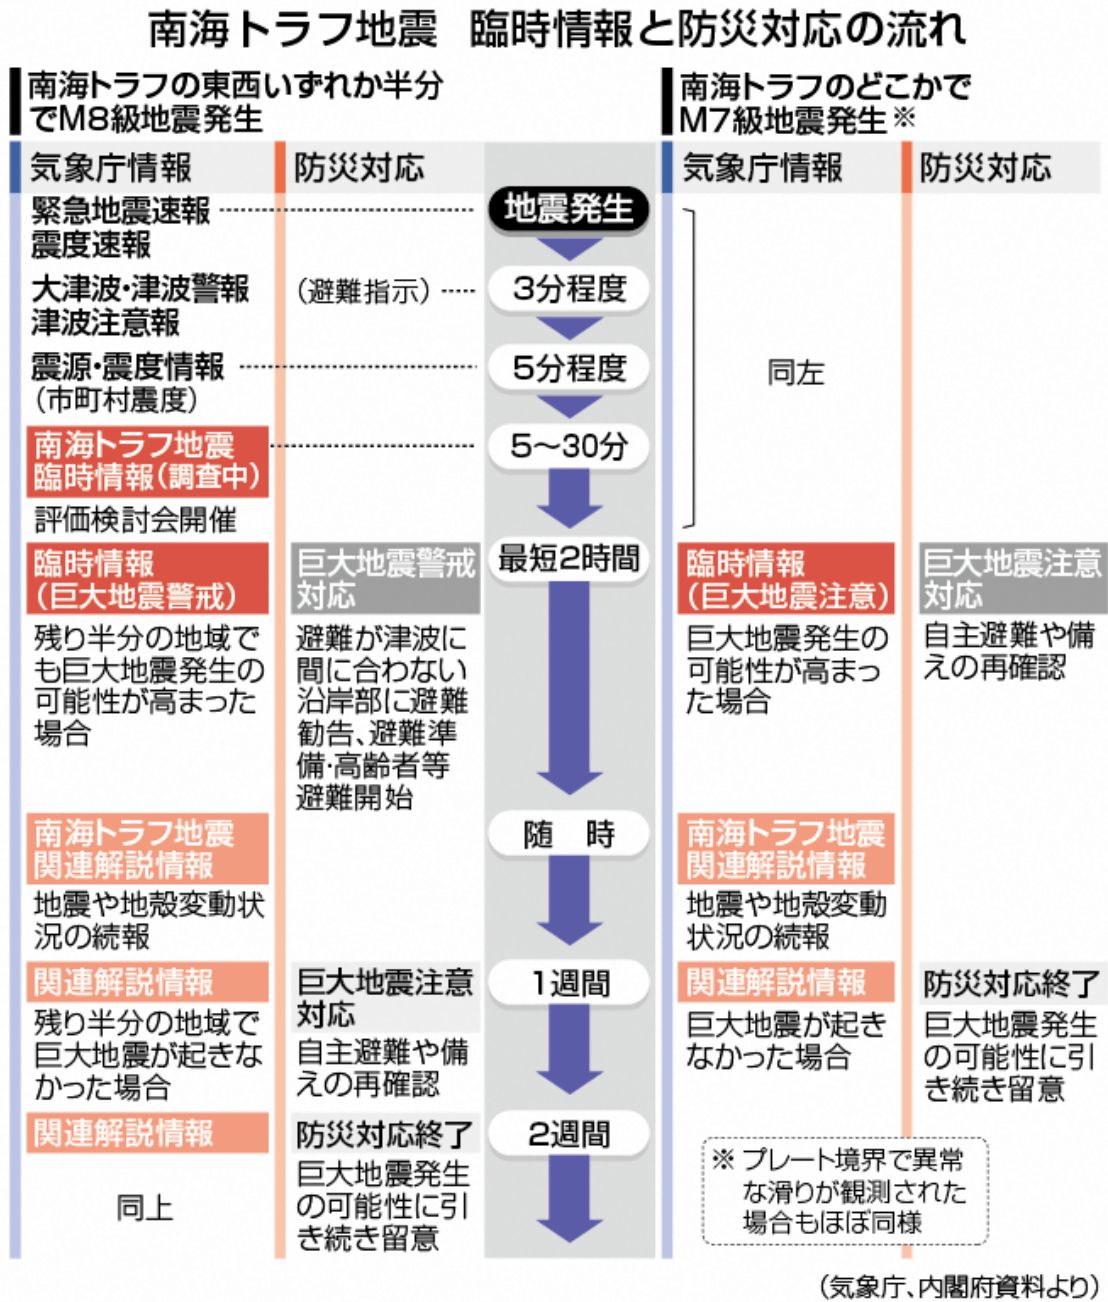 南海トラフ地震 臨時情報と防災対応の流れ
南海トラフの東西いずれか半分
でM8級地震発生
気象庁情報
防災対応
緊急地震速報
震度速報
地震発生
大津波・津波警報
津波注意報
(避難指示)
3分程度
震源・震度情報
(市町村震度)
5分程度
南海トラフ地震
臨時情報(調査中)
5〜30分
評価検討会開催
臨時情報
(巨大地震警戒)
残り半分の地域で
も巨大地震発生の
可能性が高まった
場合
巨大地震警戒
対応
避難が津波に
間に合わない
沿岸部に避難
勧告、避難準
備・高齢者等
避難開始
最短2時間
南海トラフ地震
関連解説情報
地震や地殻変動状
況の続報
随 時
関連解説情報
残り半分の地域で
巨大地震が起きな
かった場合
巨大地震注意
対応
自主避難や備
えの再確認
1週間
関連解説情報
同上
防災対応終了
巨大地震発生
の可能性に引
き続き留意
2週間
南海トラフのどこかで
M7級地震発生※
気象庁情報
防災対応
同左
臨時情報
(巨大地震注意)
巨大地震発生の
可能性が高まっ
た場合
巨大地震注意
対応
自主避難や備
えの再確認
南海トラフ地震
関連解説情報
地震や地殻変動
状況の続報
関連解説情報
巨大地震が起き
なかった場合
防災対応終了
巨大地震発生
の可能性に引
き続き留意
※ プレート境界で異常
な滑りが観測された
場合もほぼ同様
(気象庁、内閣府資料より)